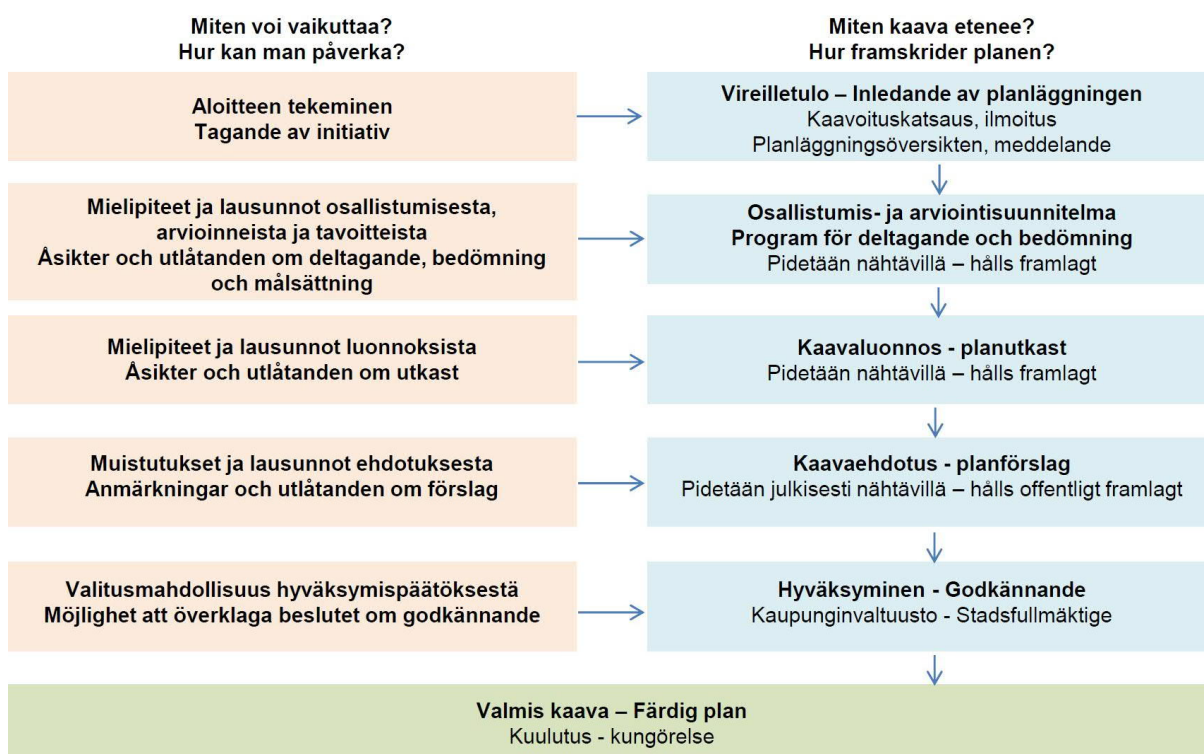 Miten voi vaikuttaa?
Hur kan man påverka?
Miten kaava etenee?
Hur framskrider planen?
Aloitteen tekeminen
Tagande av initiativ
Vireilletulo – Inledande av planläggningen
Kaavoituskatsaus, ilmoitus
Planläggningsöversikten, meddelande
Mielipiteet ja lausunnot osallistumisesta,
arvioinneista ja tavoitteista
Åsikter och utlåtanden om deltagande, bedömning
och målsättning
Osallistumis- ja arviointisuunnitelma
Program för deltagande och bedömning
Pidetään nähtävillä – hålls framlagt
Mielipiteet ja lausunnot luonnoksista
Åsikter och utlåtanden om utkast
Kaavaluonnos - planutkast
Pidetään nähtävillä – hålls framlagt
Muistutukset ja lausunnot ehdotuksesta
Anmärkningar och utlåtanden om förslag
Kaavaehdotus - planförslag
Pidetään julkisesti nähtävillä – hålls offentligt framlagt
Valitusmahdollisuus hyväksymispäätöksestä
Möjlighet att överklaga beslutet om godkännande
Hyväksyminen - Godkännande
Kaupunginvaltuusto - Stadsfullmäktige
Valmis kaava – Färdig plan
Kuulutus - kungörelse